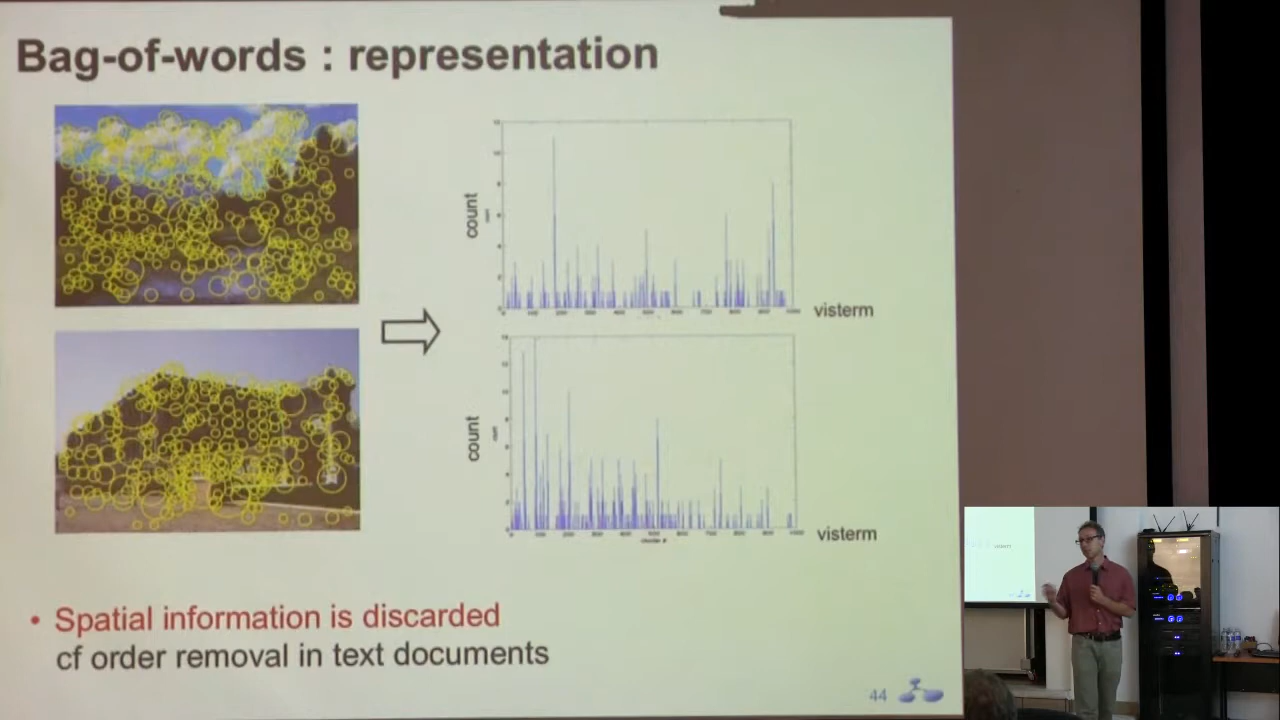 Bag-of-words : representation
count
visterm
count
visterm
• Spatial information is discarded
cf order removal in text documents
44